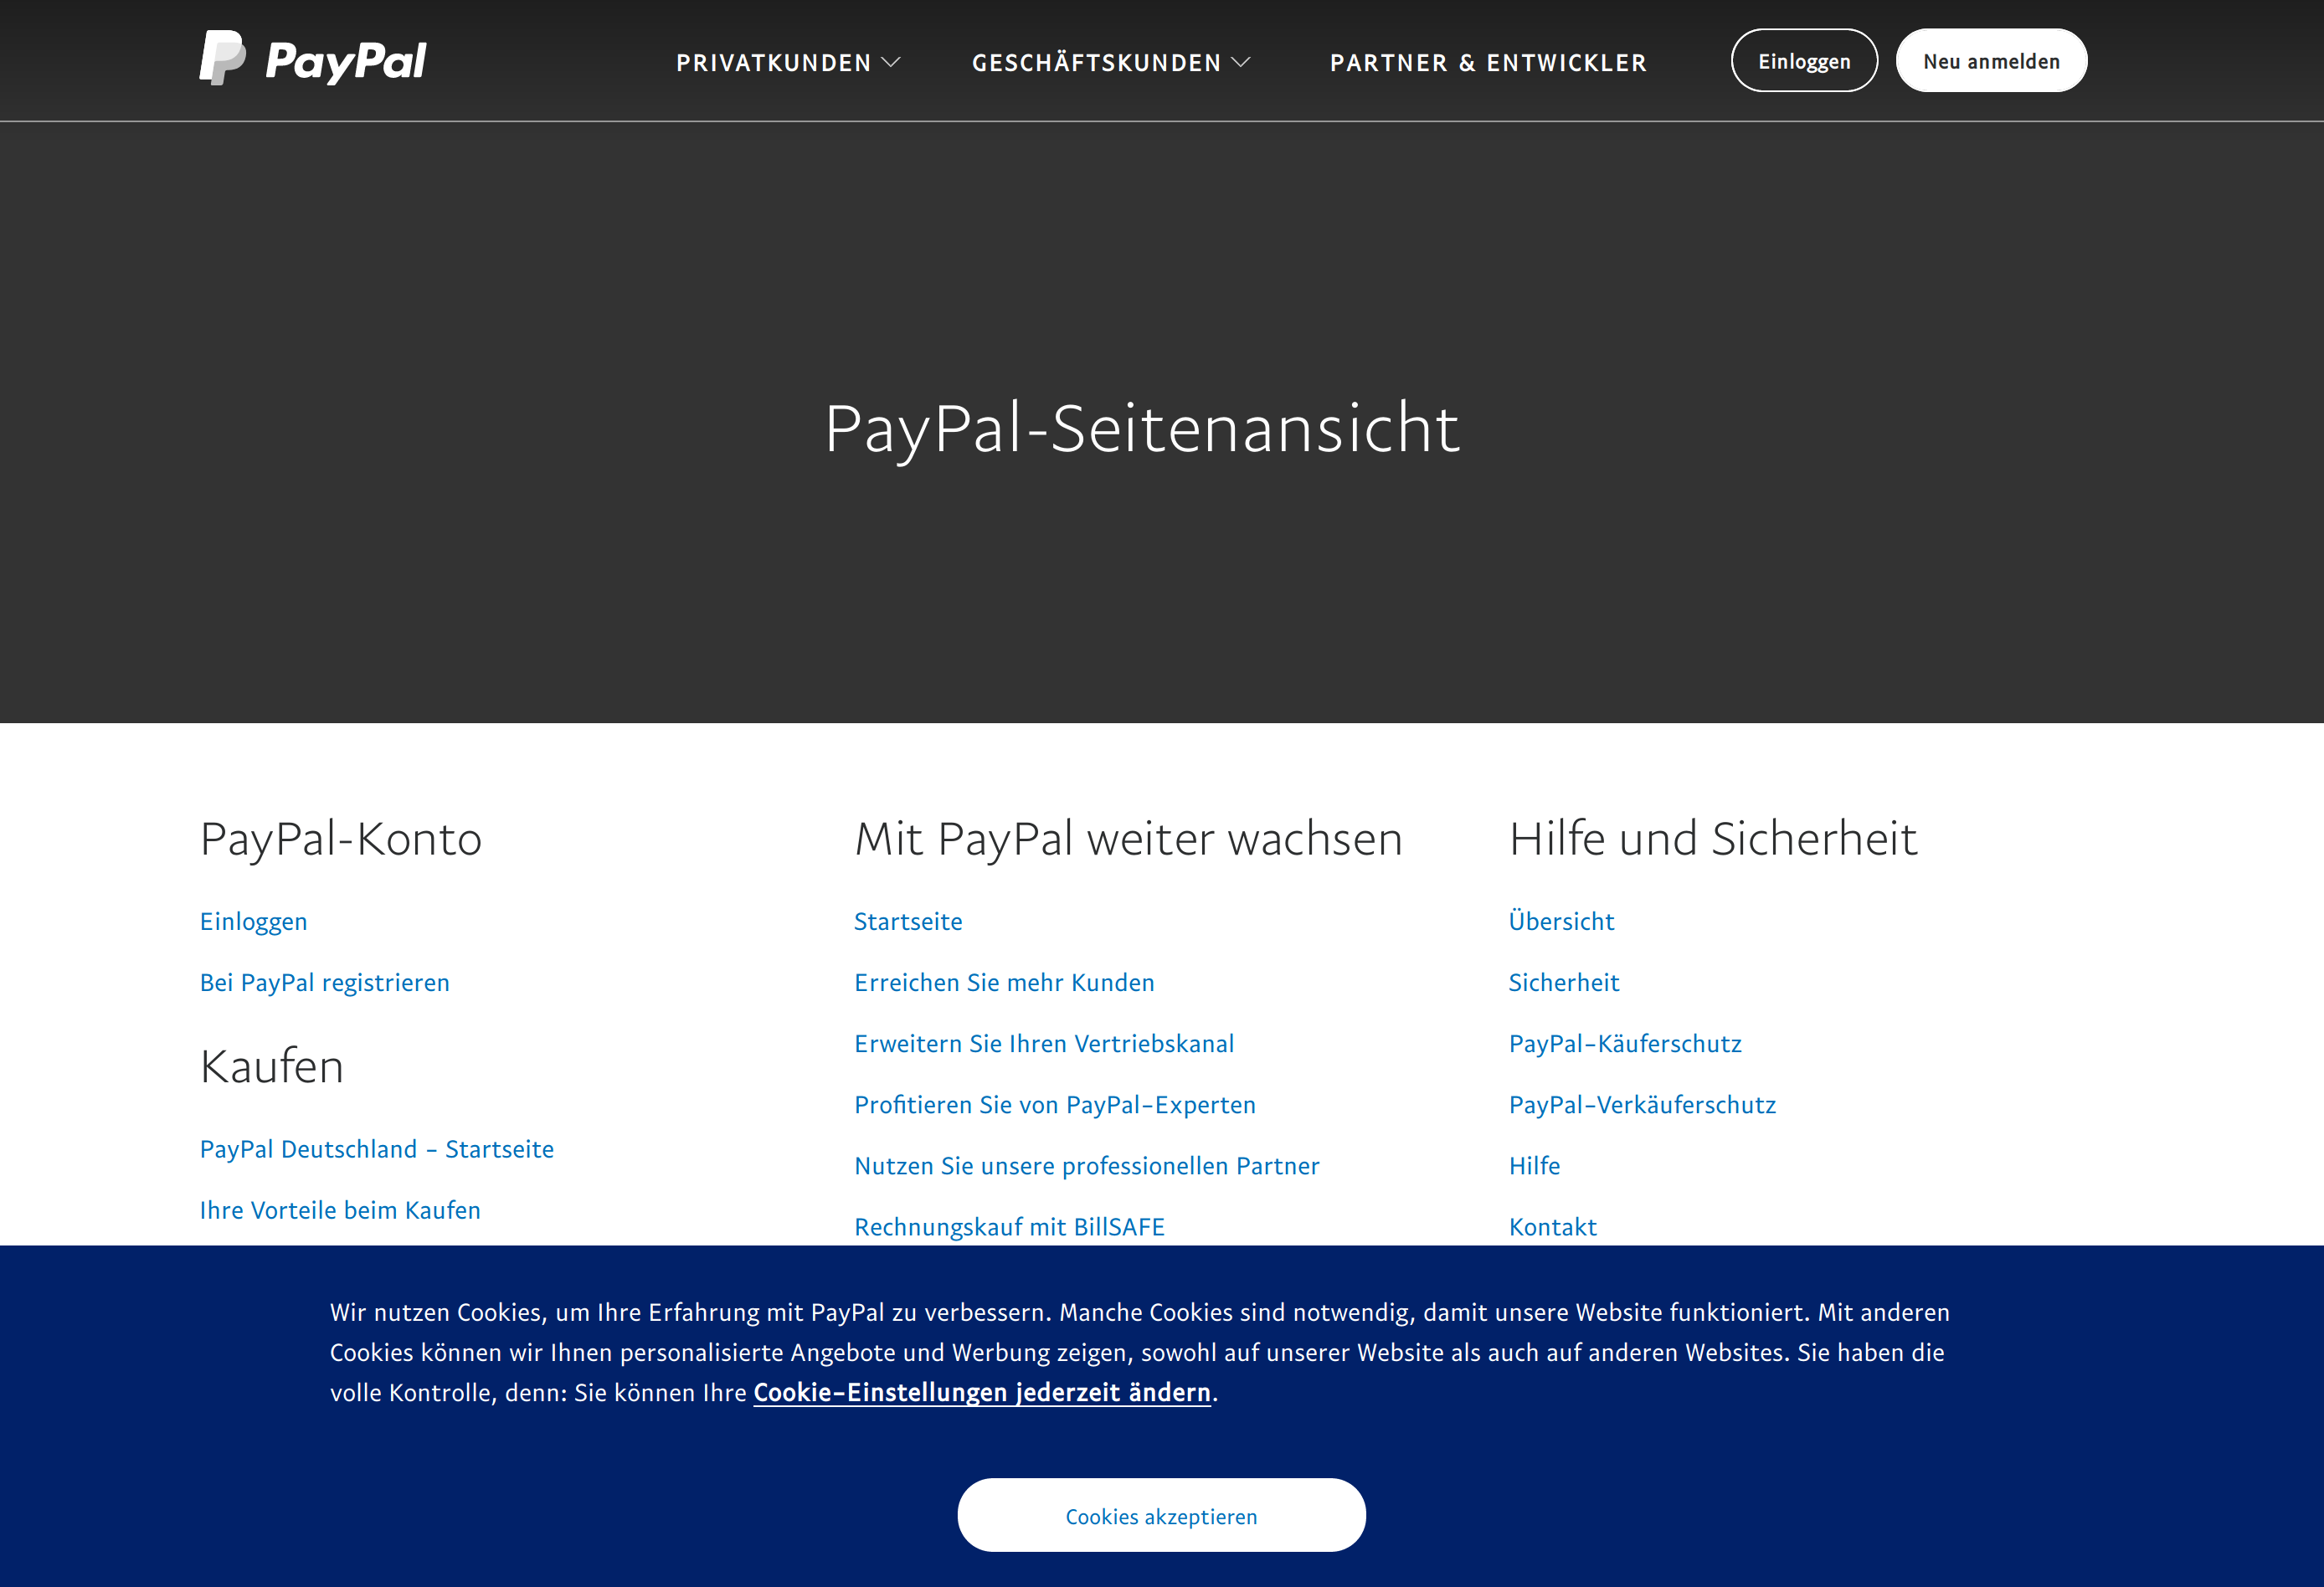 PayPal
PRIVATKUNDEN
GESCHÄFTSKUNDEN
PARTNER & ENTWICKLER
Einloggen
Neu anmelden
PayPal-Seitenansicht
PayPal-Konto
Einloggen
Bei PayPal registrieren
Kaufen
PayPal Deutschland - Startseite
Ihre Vorteile beim Kaufen
Mit PayPal weiter wachsen
Startseite
Erreichen Sie mehr Kunden
Erweitern Sie Ihren Vertriebskanal
Profitieren Sie von PayPal-Experten
Nutzen Sie unsere professionellen Partner
Rechnungskauf mit BillSAFE
Hilfe und Sicherheit
Übersicht
Sicherheit
PayPal-Käuferschutz
PayPal-Verkäuferschutz
Hilfe
Kontakt
Wir nutzen Cookies, um Ihre Erfahrung mit PayPal zu verbessern. Manche Cookies sind notwendig, damit unsere Website funktioniert. Mit anderen
Cookies können wir Ihnen personalisierte Angebote und Werbung zeigen, sowohl auf unserer Website als auch auf anderen Websites. Sie haben die
volle Kontrolle, denn: Sie können Ihre Cookie-Einstellungen jederzeit ändern.
Cookies akzeptieren